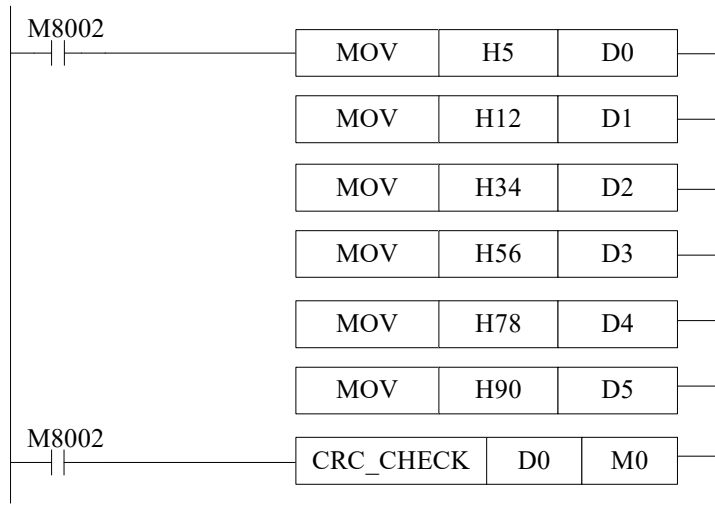 M8002
MOV H5 D0
MOV H12 D1
MOV H34 D2
MOV H56 D3
MOV H78 D4
MOV H90 D5
M8002
CRC_CHECK D0 M0